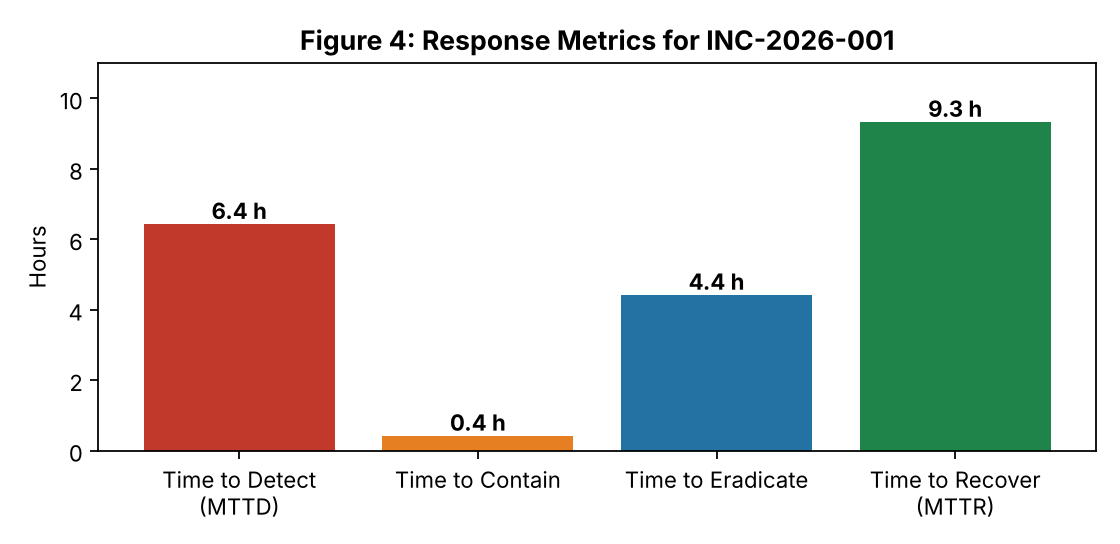 Figure 4: Response Metrics for INC-2026-001
Hours
10
8
6
4
2
0
6.4 h
0.4 h
4.4 h
9.3 h
Time to Detect
(MTTD)
Time to Contain
Time to Eradicate
Time to Recover
(MTTR)